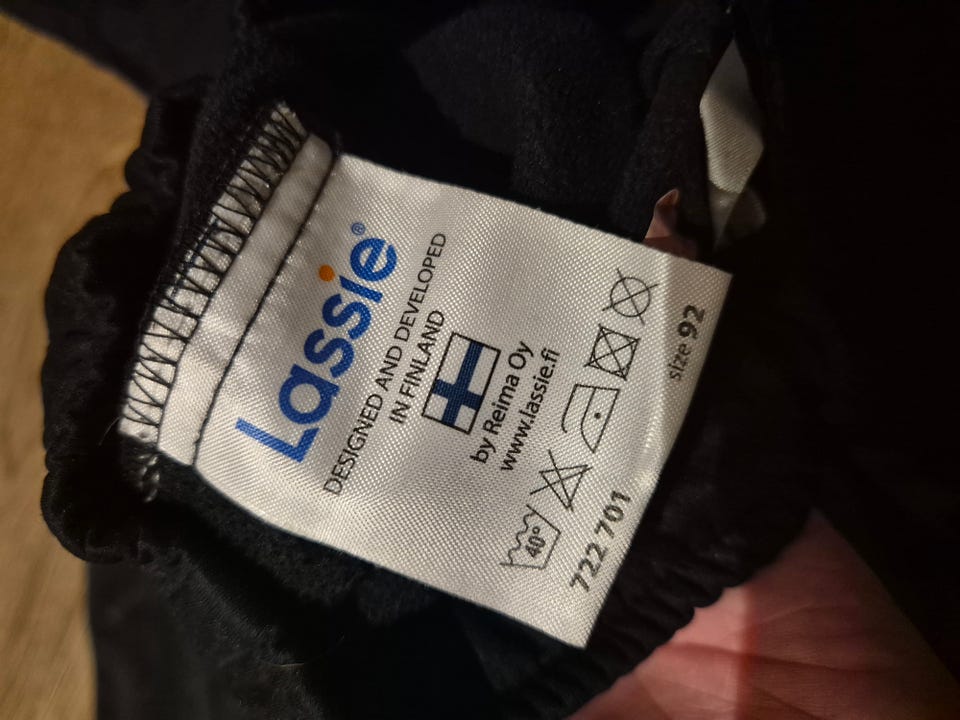 Lassie®
DESIGNED AND DEVELOPED
IN FINLAND
by Reima Oy
www.lassie.fi
40°
722 701 size 92